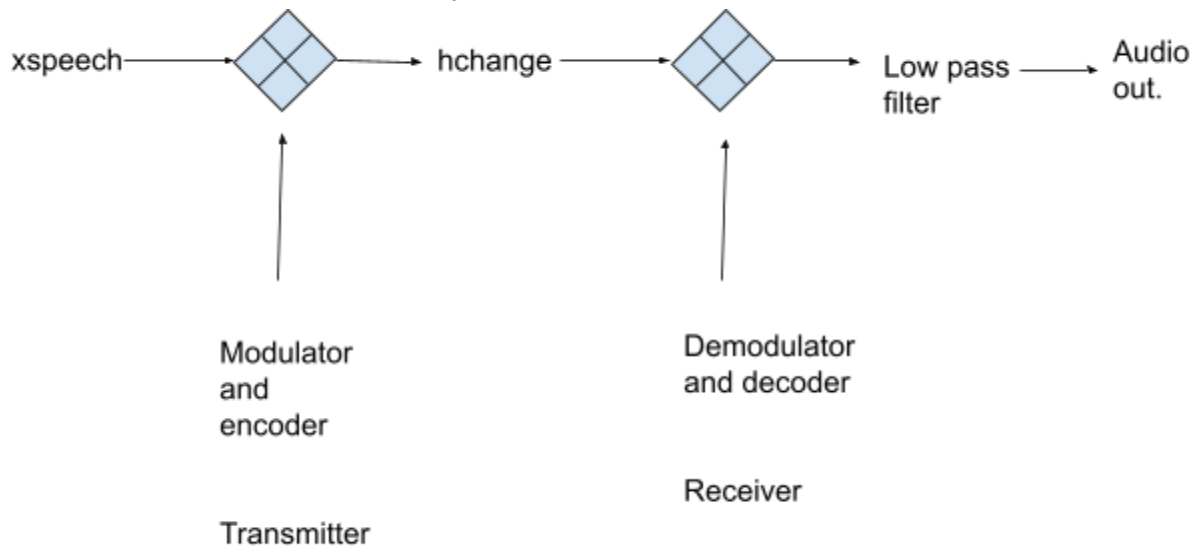 xspeech
hchange
Low pass
filter
Audio
out.
Modulator
and
encoder
Demodulator
and decoder
Transmitter
Receiver